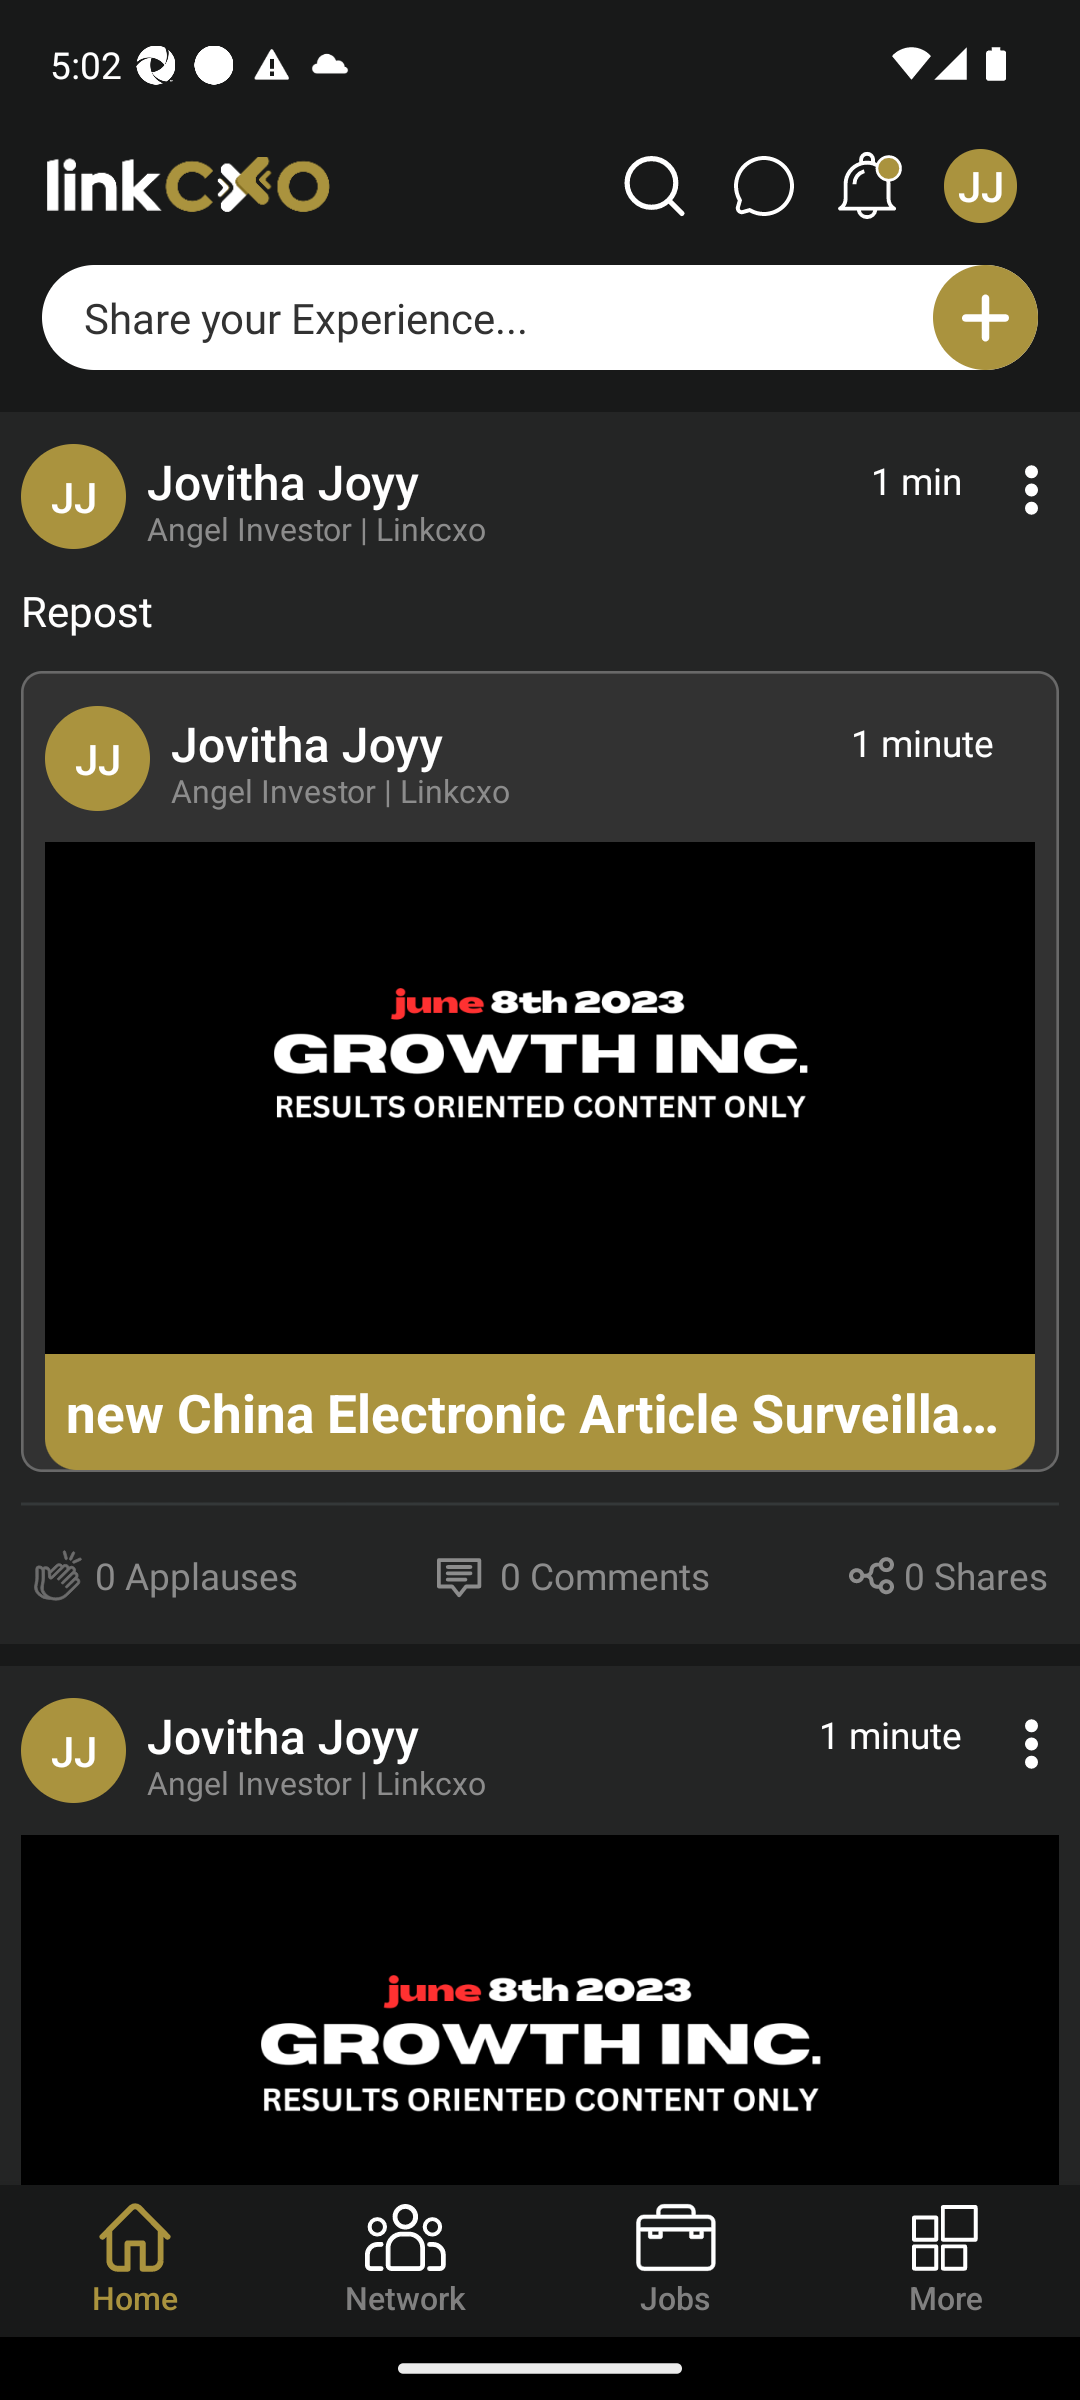 5:02
linkcxo
JJ
Share your Experience...
JJ
Jovitha Joyy
1 min
Angel Investor | Linkcxo
Repost
JJ
Jovitha Joyy
1 minute
Angel Investor | Linkcxo
june 8th 2023
GROWTH INC.
RESULTS ORIENTED CONTENT ONLY
new China Electronic Article Surveilla...
0 Applauses
0 Comments
0 Shares
JJ
Jovitha Joyy
1 minute
Angel Investor | Linkcxo
june 8th 2023
GROWTH INC.
RESULTS ORIENTED CONTENT ONLY
Home
Network
Jobs
More